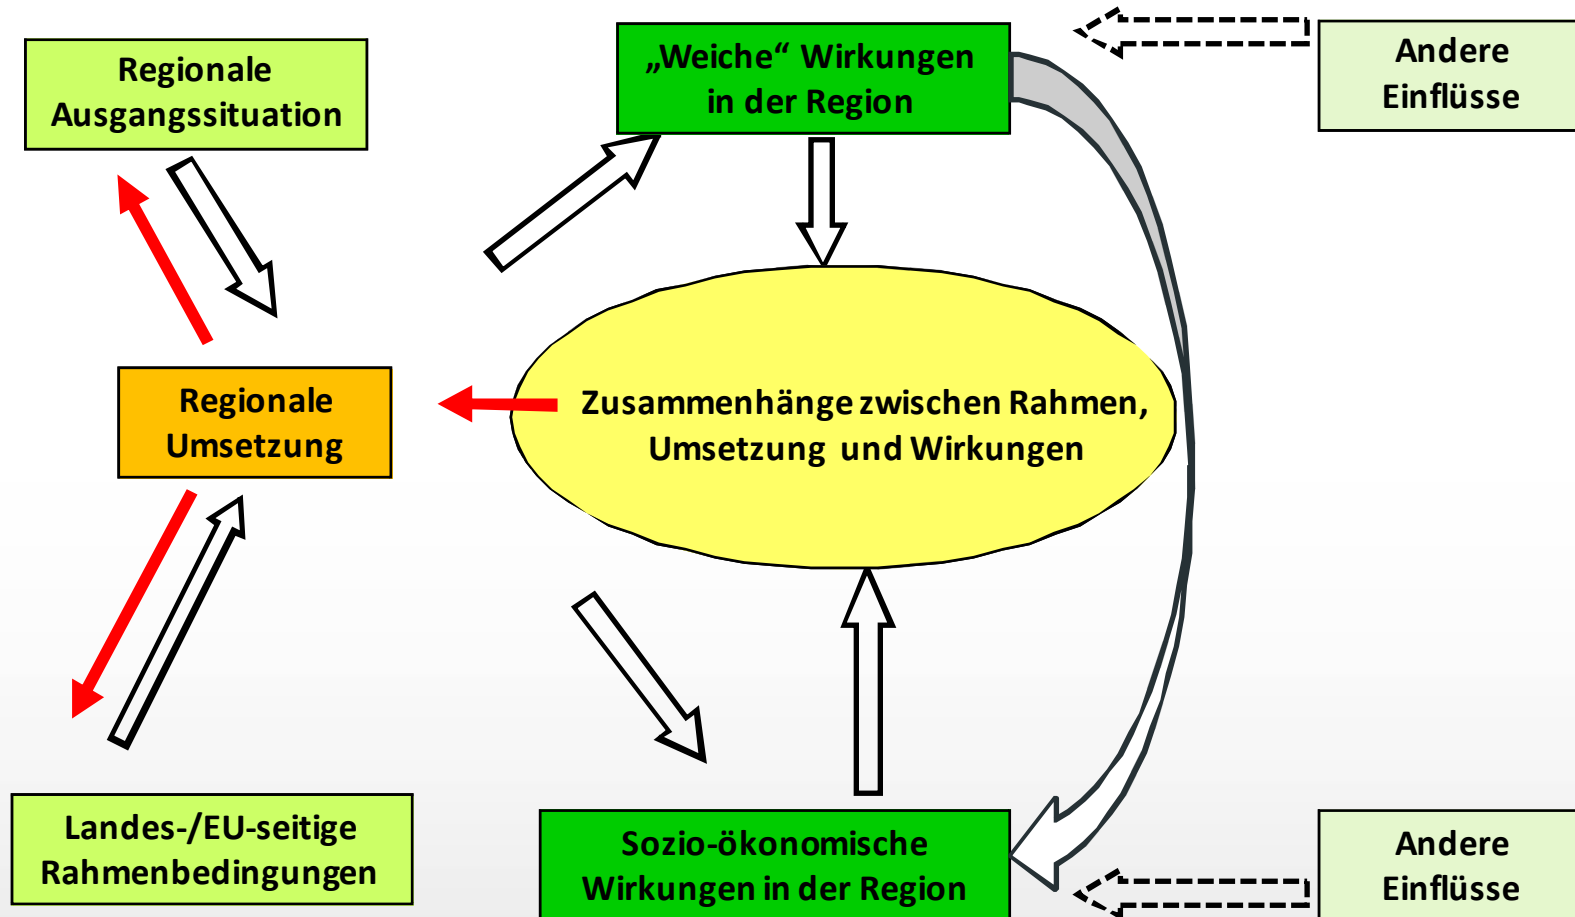 Regionale
Ausgangssituation
„Weiche“ Wirkungen
in der Region
Andere
Einflüsse
Regionale
Umsetzung
Zusammenhänge zwischen Rahmen,
Umsetzung und Wirkungen
Landes-/EU-seitige
Rahmenbedingungen
Sozio-ökonomische
Wirkungen in der Region
Andere
Einflüsse